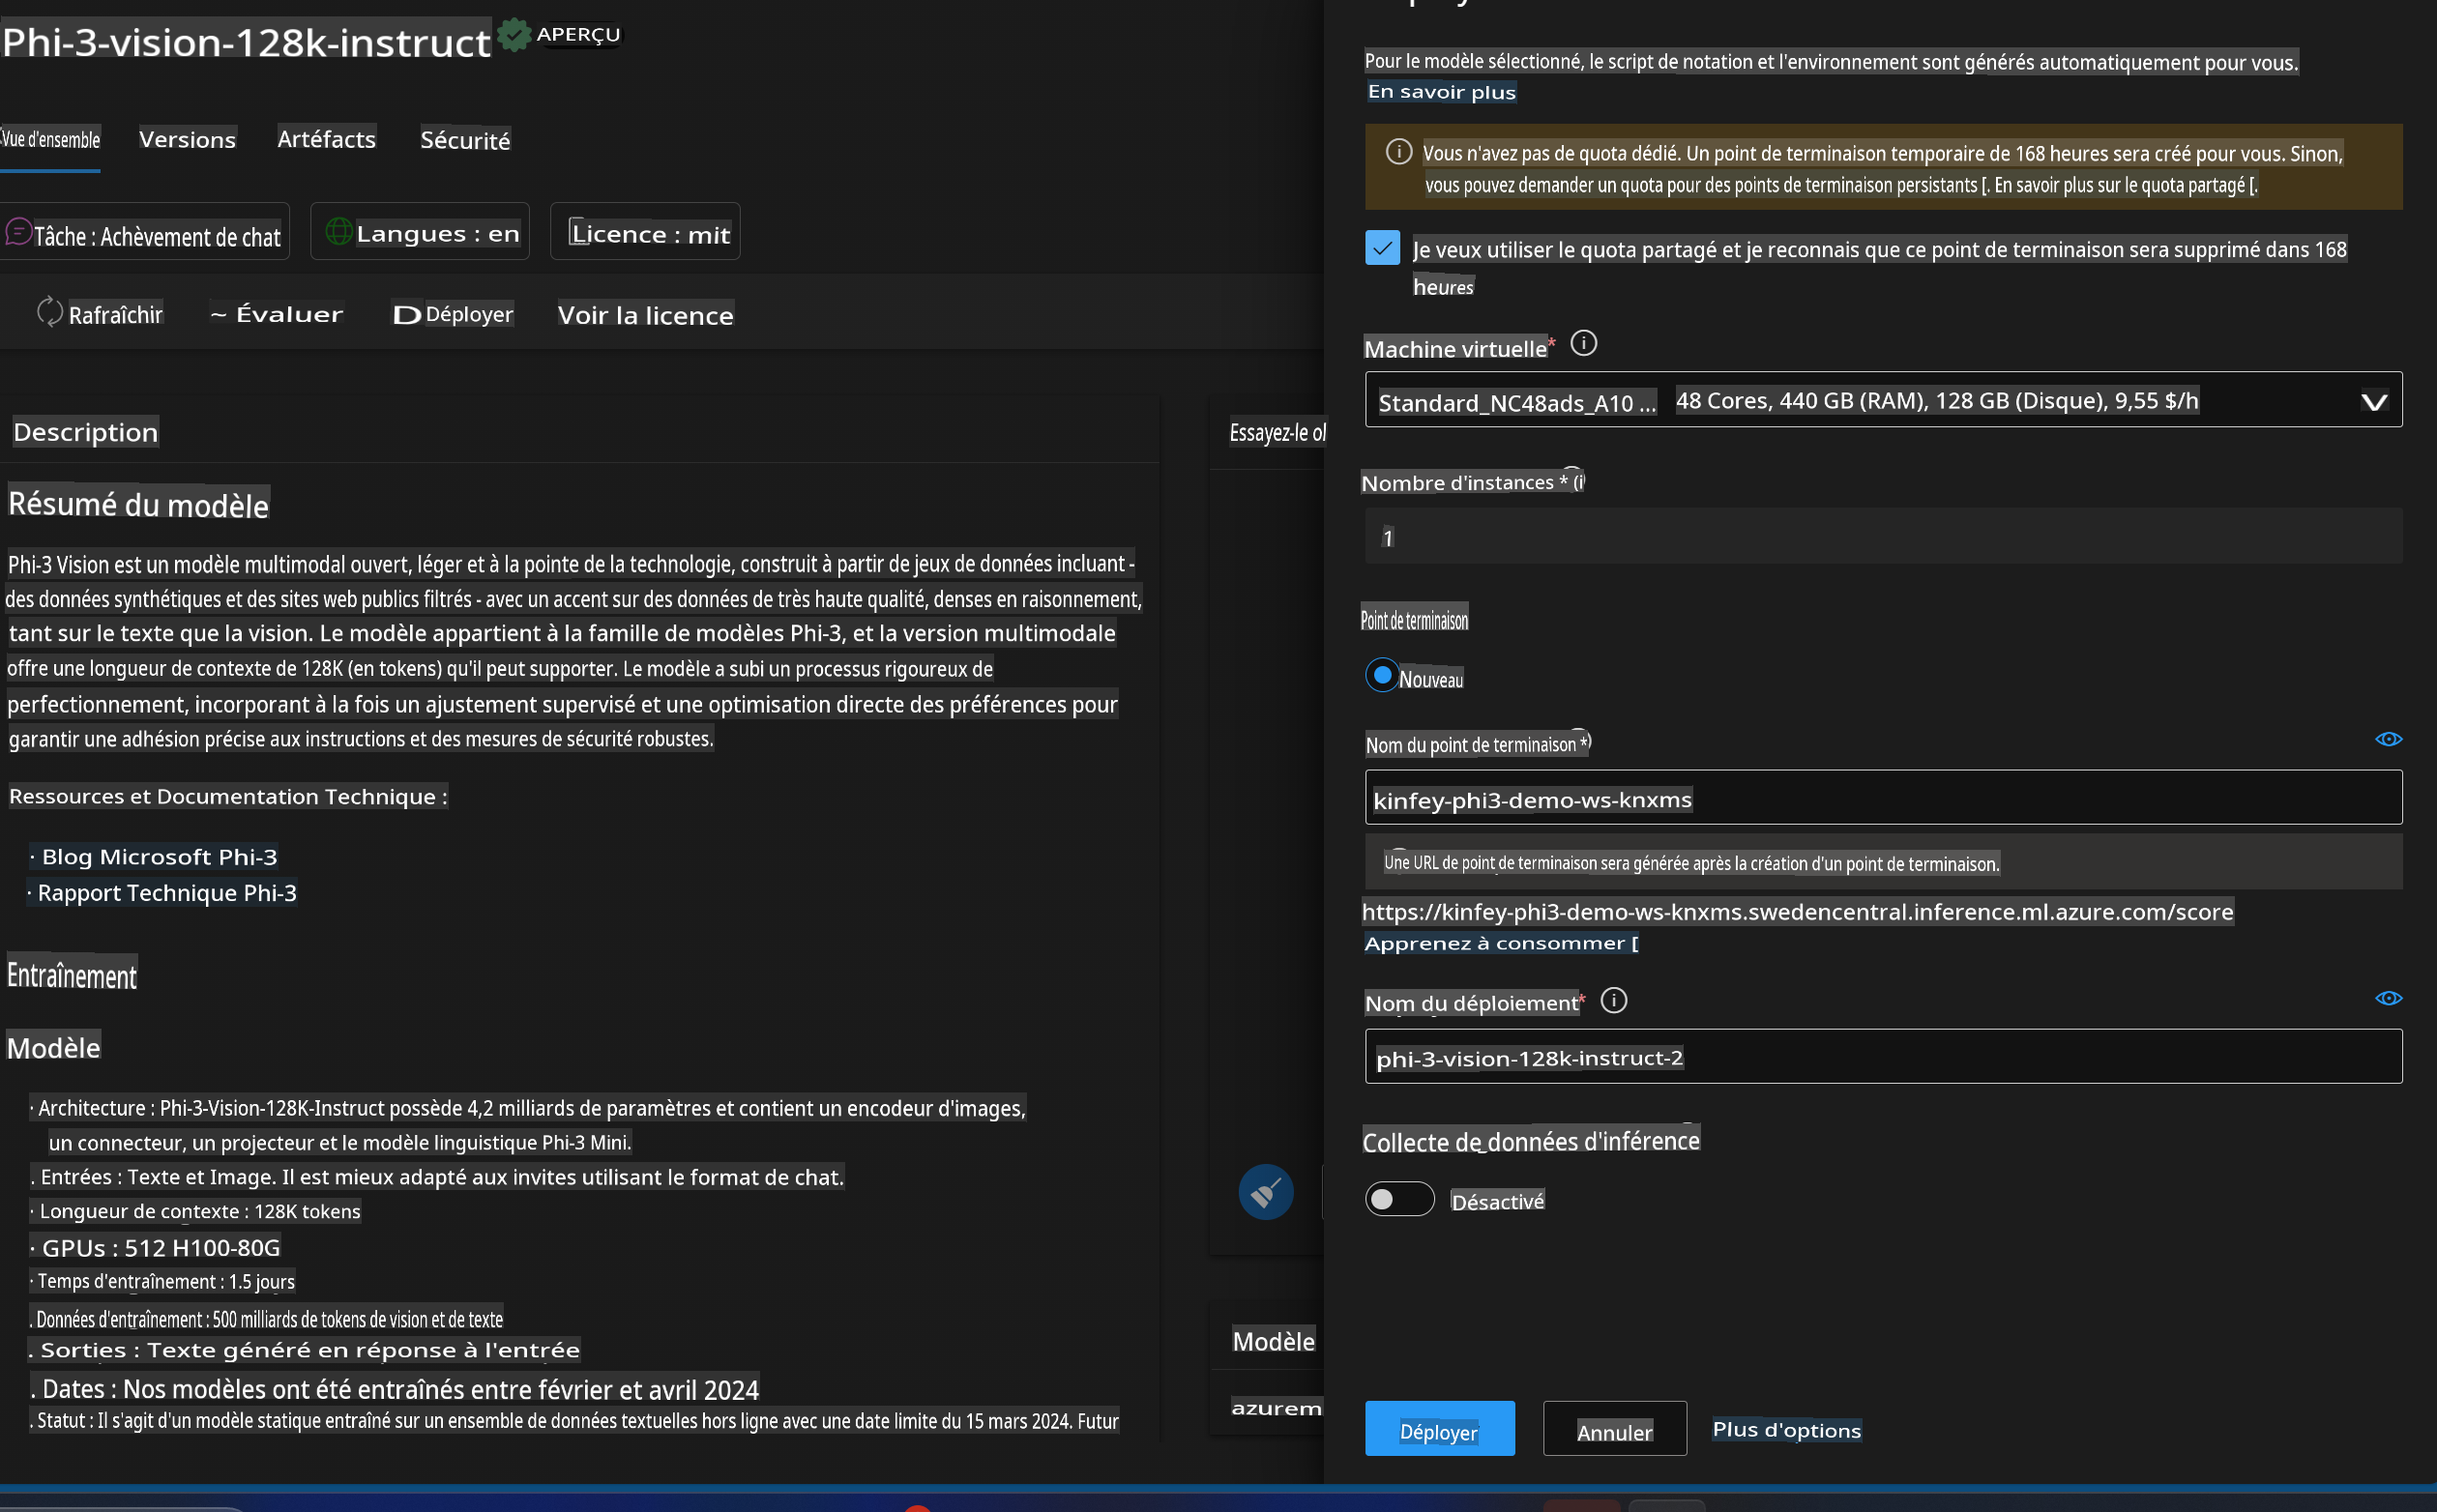 Phi-3-vision-128k-instruct APERÇU
Vue d'ensemble Versions Artéfacts Sécurité
Tâche : Achèvement de chat Langues : en Licence : mit
Rafraîchir ~ Évaluer D Déployer Voir la licence
Description
Résumé du modèle
Phi-3 Vision est un modèle multimodal ouvert, léger et à la pointe de la technologie, construit à partir de jeux de données incluant -
des données synthétiques et des sites web publics filtrés - avec un accent sur des données de très haute qualité, denses en raisonnement,
tant sur le texte que la vision. Le modèle appartient à la famille de modèles Phi-3, et la version multimodale
offre une longueur de contexte de 128K (en tokens) qu'il peut supporter. Le modèle a subi un processus rigoureux de
perfectionnement, incorporant à la fois un ajustement supervisé et une optimisation directe des préférences pour
garantir une adhésion précise aux instructions et des mesures de sécurité robustes.
Ressources et Documentation Technique :
· Blog Microsoft Phi-3
· Rapport Technique Phi-3
Entraînement
Modèle
· Architecture : Phi-3-Vision-128K-Instruct possède 4,2 milliards de paramètres et contient un encodeur d'images,
un connecteur, un projecteur et le modèle linguistique Phi-3 Mini.
. Entrées : Texte et Image. Il est mieux adapté aux invites utilisant le format de chat.
· Longueur de contexte : 128K tokens
· GPUs : 512 H100-80G
· Temps d'entraînement : 1.5 jours
. Données d'entraînement : 500 milliards de tokens de vision et de texte
. Sorties : Texte généré en réponse à l'entrée
. Dates : Nos modèles ont été entraînés entre février et avril 2024
. Statut : Il s'agit d'un modèle statique entraîné sur un ensemble de données textuelles hors ligne avec une date limite du 15 mars 2024. Futur
Essayez-le
Modèle
azurem
Pour le modèle sélectionné, le script de notation et l'environnement sont générés automatiquement pour vous.
En savoir plus
Vous n'avez pas de quota dédié. Un point de terminaison temporaire de 168 heures sera créé pour vous. Sinon,
vous pouvez demander un quota pour des points de terminaison persistants [. En savoir plus sur le quota partagé [.
Je veux utiliser le quota partagé et je reconnais que ce point de terminaison sera supprimé dans 168
heures
Machine virtuelle*
Standard_NC48ads_A10 ... 48 Cores, 440 GB (RAM), 128 GB (Disque), 9,55 $/h
Nombre d'instances * (i
1
Point de terminaison
Nouveau
Nom du point de terminaison *
kinfey-phi3-demo-ws-knxms
Une URL de point de terminaison sera générée après la création d'un point de terminaison.
https://kinfey-phi3-demo-ws-knxms.swedencentral.inference.ml.azure.com/score
Apprenez à consommer [
Nom du déploiement*
phi-3-vision-128k-instruct-2
Collecte de données d'inférence
Désactivé
Déployer Annuler Plus d'options